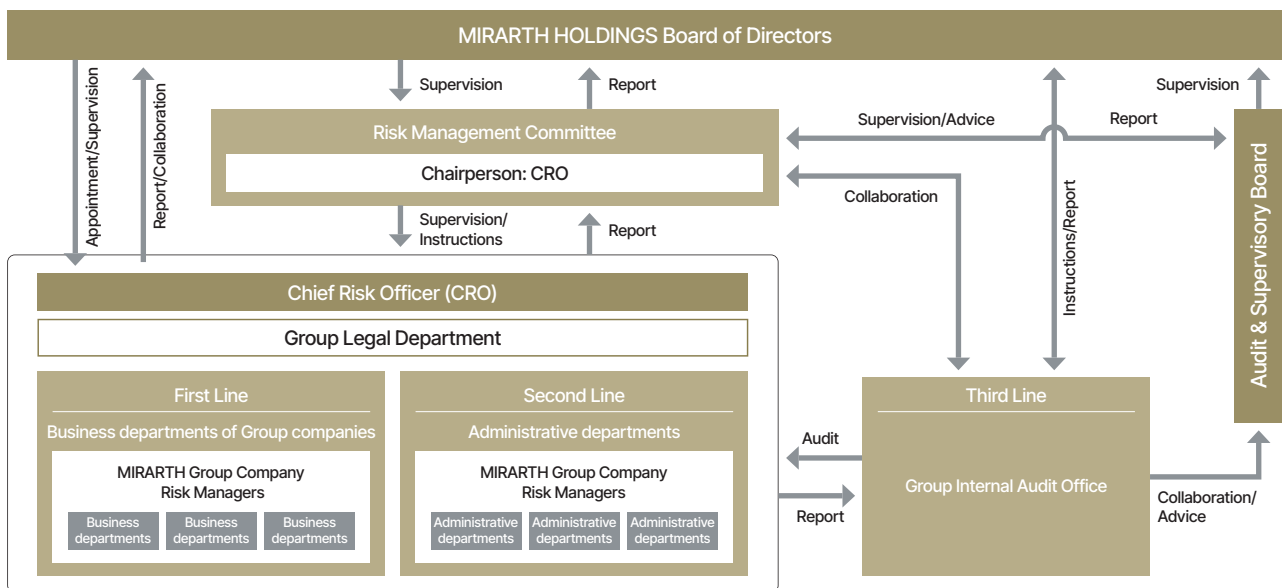 MIRARTH HOLDINGS Board of Directors
Appointment/Supervision
Report/Collaboration
Supervision
Report
Supervision
Risk Management Committee
Chairperson: CRO
Supervision/Advice
Report
Collaboration
Instructions/Report
Audit & Supervisory Board
Supervision/
Instructions
Report
Chief Risk Officer (CRO)
Group Legal Department
First Line
Business departments of Group companies
MIRARTH Group Company
Risk Managers
Business
departments
Business
departments
Business
departments
Second Line
Administrative departments
MIRARTH Group Company
Risk Managers
Administrative
departments
Administrative
departments
Administrative
departments
Audit
Report
Third Line
Group Internal Audit Office
Collaboration/
Advice